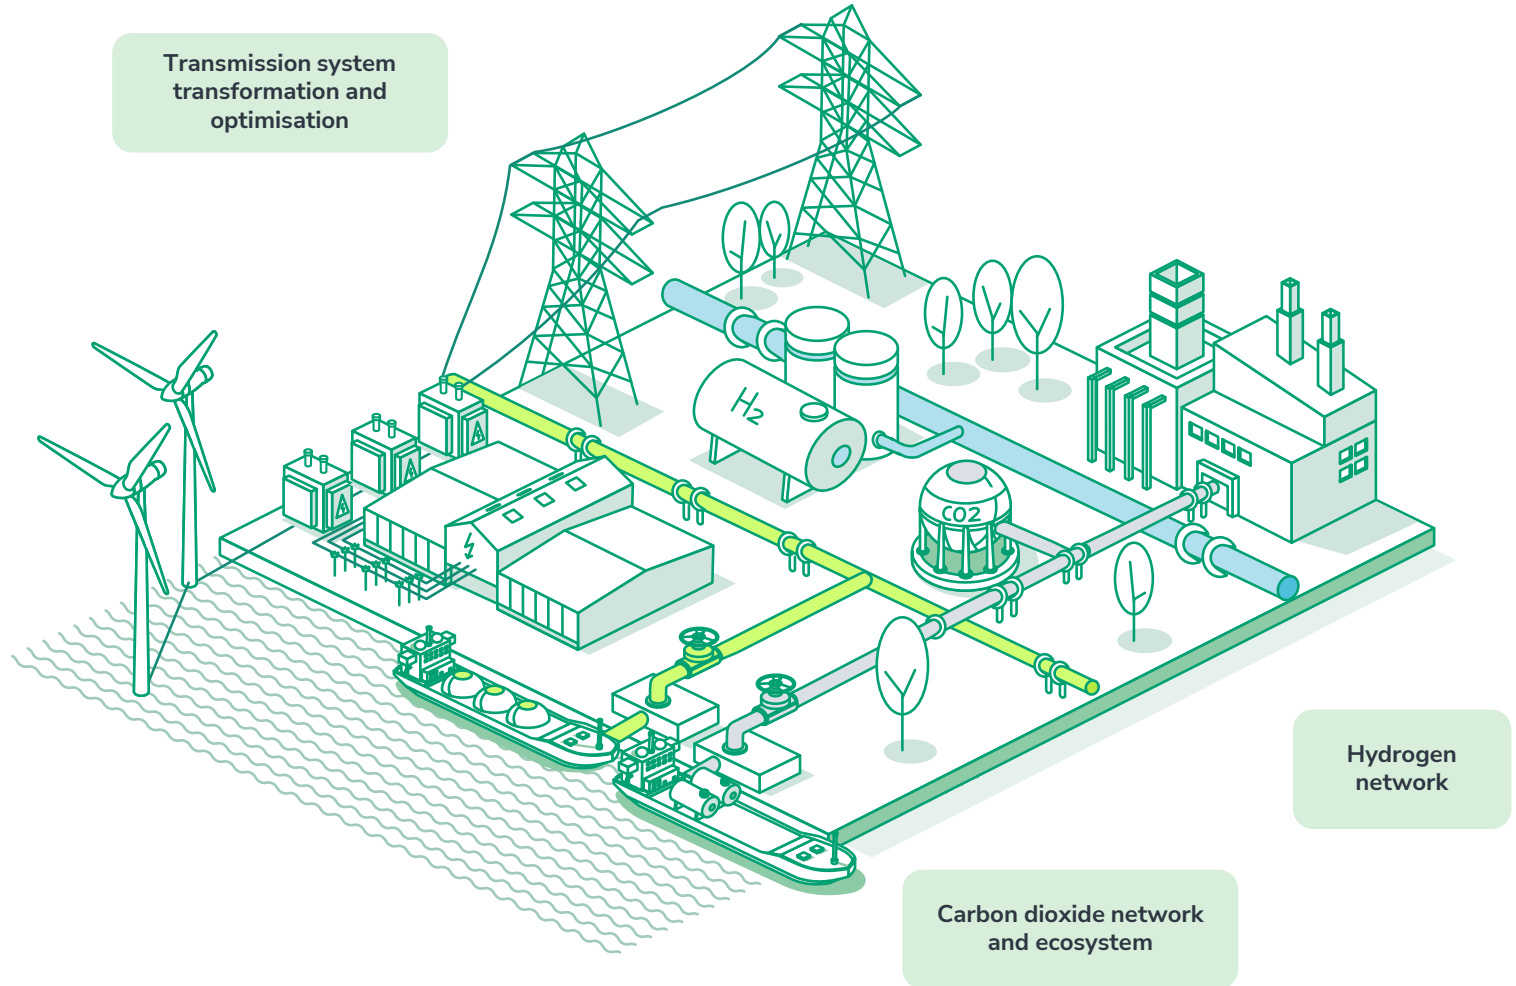 Transmission system
transformation and
optimisation
H2
CO2
Hydrogen
network
Carbon dioxide network
and ecosystem